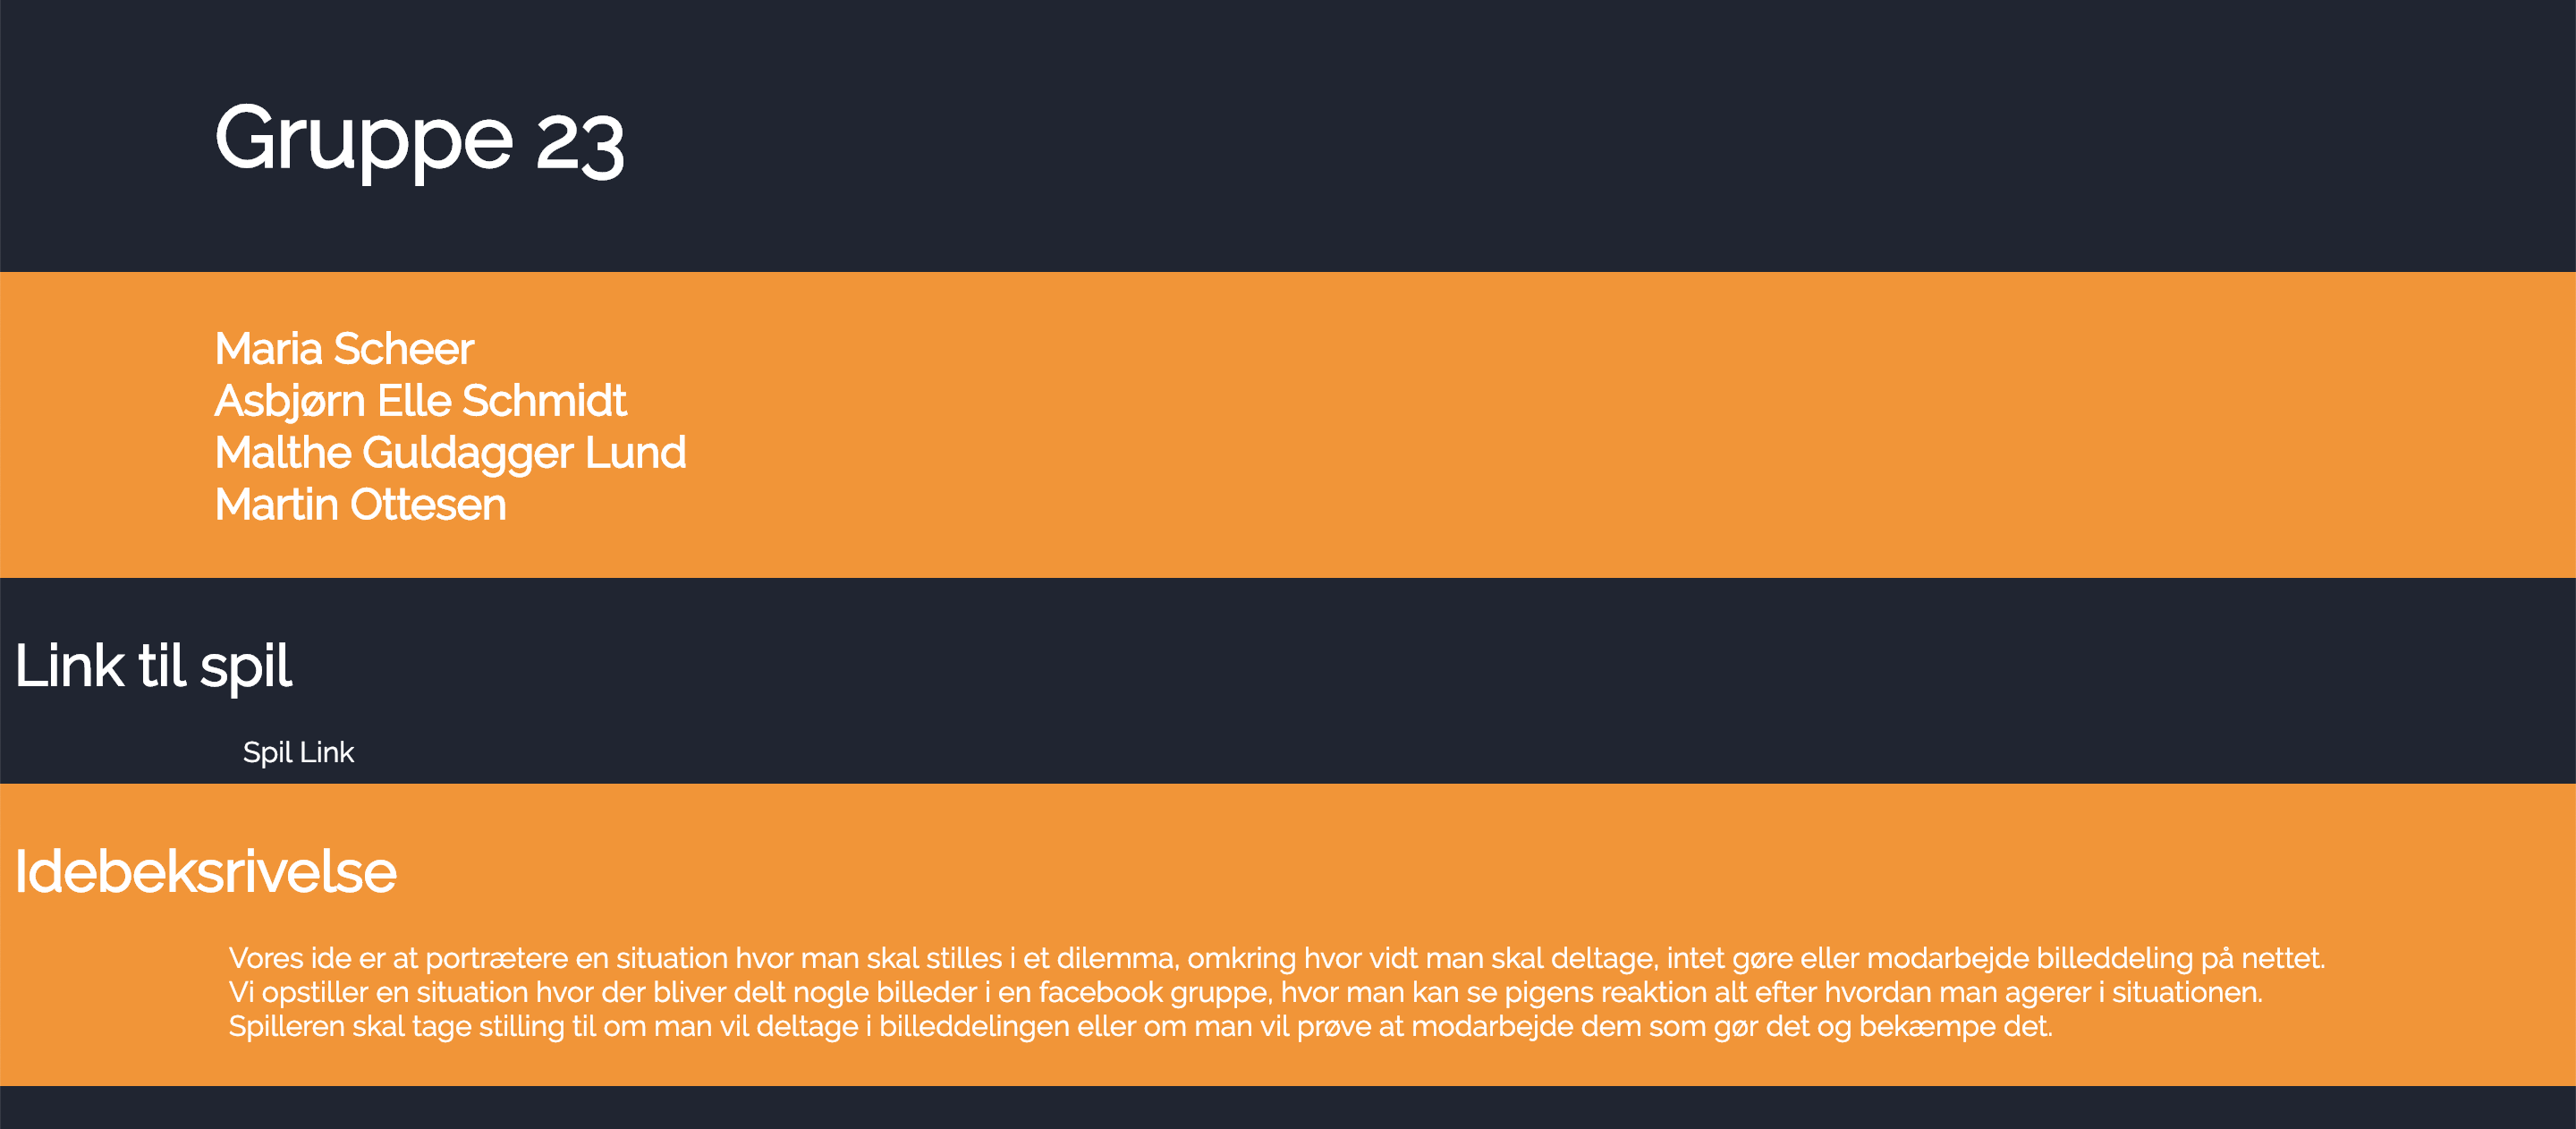 Gruppe 23
Maria Scheer
Asbjørn Elle Schmidt
Malthe Guldagger Lund
Martin Ottesen
Link til spil
Spil Link
Idebeksrivelse
Vores ide er at portrætere en situation hvor man skal stilles i et dilemma, omkring hvor vidt man skal deltage, intet gøre eller modarbejde billeddeling på nettet.
Vi opstiller en situation hvor der bliver delt nogle billeder i en facebook gruppe, hvor man kan se pigens reaktion alt efter hvordan man agerer i situationen.
Spilleren skal tage stilling til om man vil deltage i billeddelingen eller om man vil prøve at modarbejde dem som gør det og bekæmpe det.